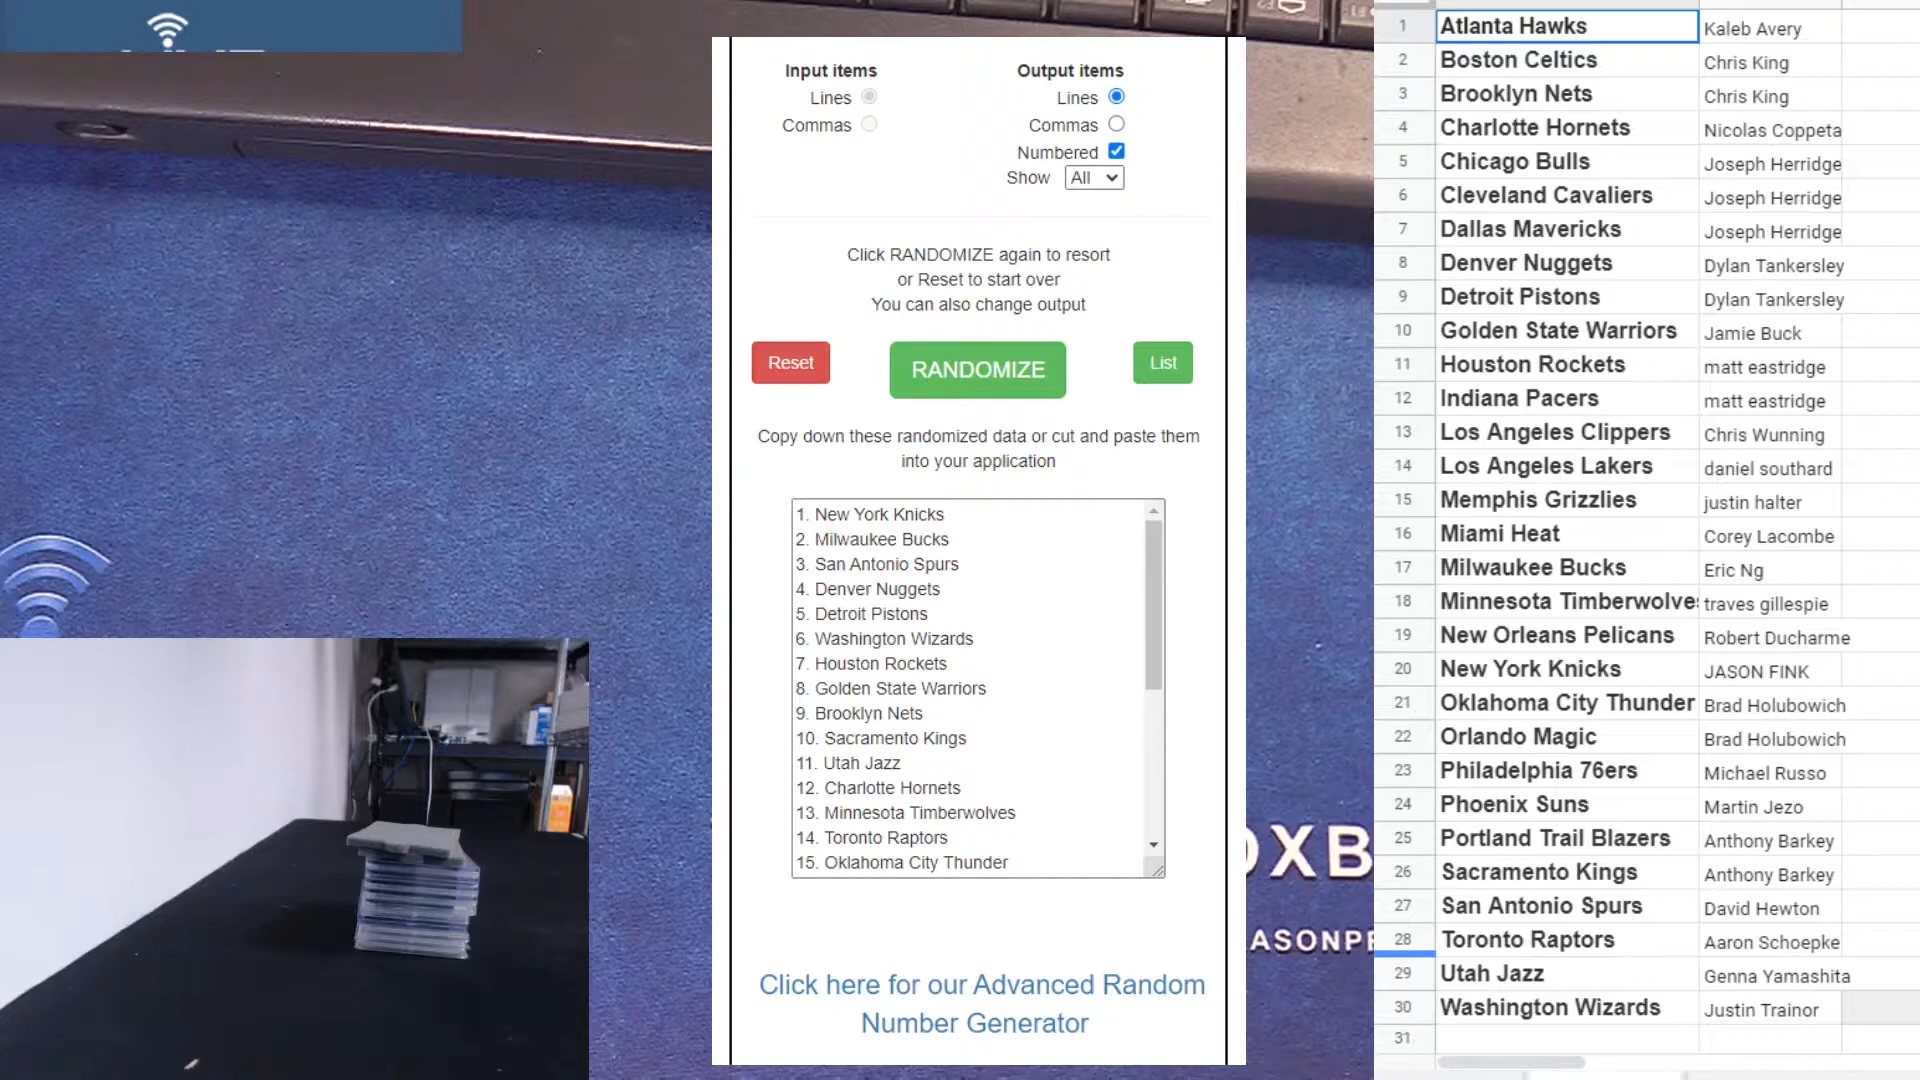 Input items
Lines
Commas
Output items
Lines
Commas
Numbered
Show All
Click RANDOMIZE again to resort
or Reset to start over
You can also change output
Reset
RANDOMIZE
List
Copy down these randomized data or cut and paste them
into your application
1. New York Knicks
2. Milwaukee Bucks
3. San Antonio Spurs
4. Denver Nuggets
5. Detroit Pistons
6. Washington Wizards
7. Houston Rockets
8. Golden State Warriors
9. Brooklyn Nets
10. Sacramento Kings
11. Utah Jazz
12. Charlotte Hornets
13. Minnesota Timberwolves
14. Toronto Raptors
15. Oklahoma City Thunder
Click here for our Advanced Random
Number Generator
OXB
ASONPR
1 Atlanta Hawks Kaleb Avery
2 Boston Celtics Chris King
3 Brooklyn Nets Chris King
4 Charlotte Hornets Nicolas Coppeta
5 Chicago Bulls Joseph Herridge
6 Cleveland Cavaliers Joseph Herridge
7 Dallas Mavericks Joseph Herridge
8 Denver Nuggets Dylan Tankersley
9 Detroit Pistons Dylan Tankersley
10 Golden State Warriors Jamie Buck
11 Houston Rockets matt eastridge
12 Indiana Pacers matt eastridge
13 Los Angeles Clippers Chris Wunning
14 Los Angeles Lakers daniel southard
15 Memphis Grizzlies justin halter
16 Miami Heat Corey Lacombe
17 Milwaukee Bucks Eric Ng
18 Minnesota Timberwolve traves gillespie
19 New Orleans Pelicans Robert Ducharme
20 New York Knicks JASON FINK
21 Oklahoma City Thunder Brad Holubowich
22 Orlando Magic Brad Holubowich
23 Philadelphia 76ers Michael Russo
24 Phoenix Suns Martin Jezo
25 Portland Trail Blazers Anthony Barkey
26 Sacramento Kings Anthony Barkey
27 San Antonio Spurs David Hewton
28 Toronto Raptors Aaron Schoepke
29 Utah Jazz Genna Yamashita
30 Washington Wizards Justin Trainor
31